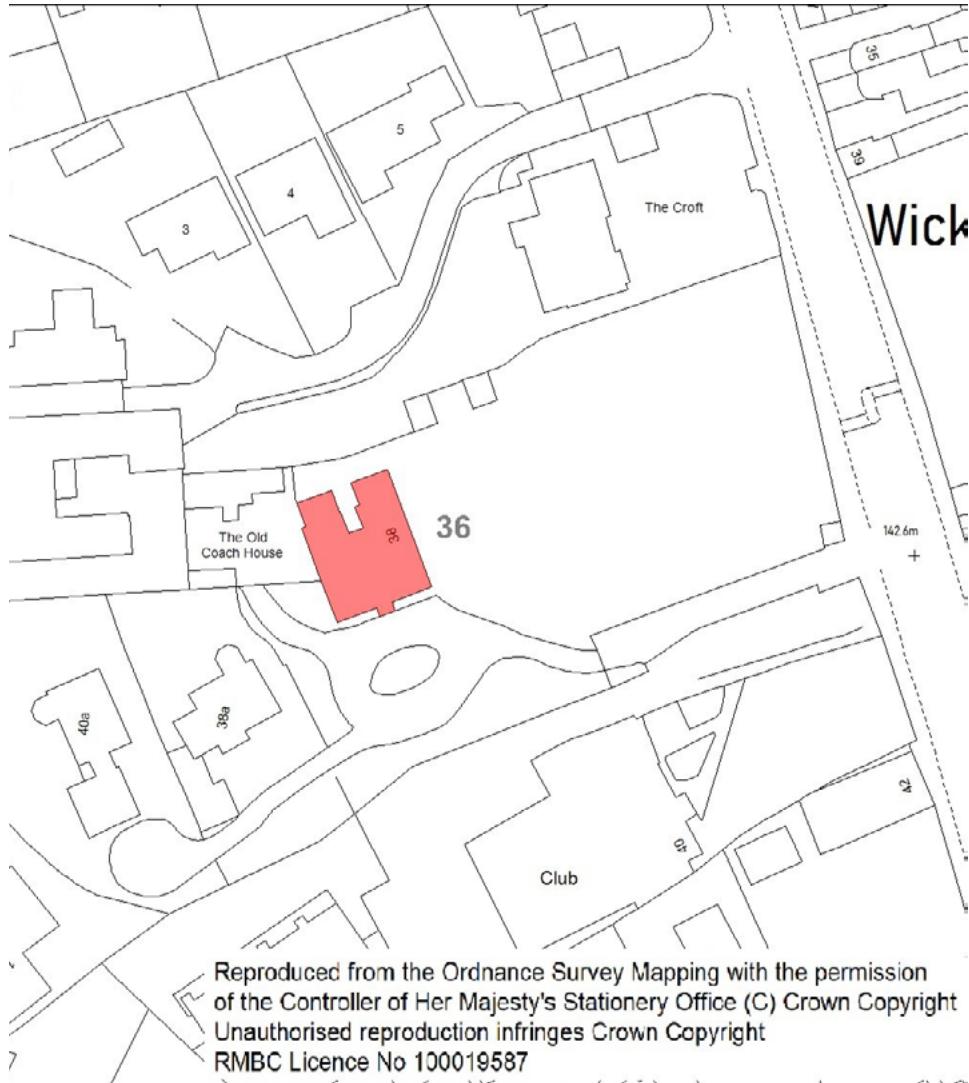 35
5
39
4
The Croft
3
Wick
36
38
142.6m
The Old
Coach House
38a
40a
42
40
Club
Reproduced from the Ordnance Survey Mapping with the permission
of the Controller of Her Majesty's Stationery Office (C) Crown Copyright
Unauthorised reproduction infringes Crown Copyright
RMBC Licence No 100019587